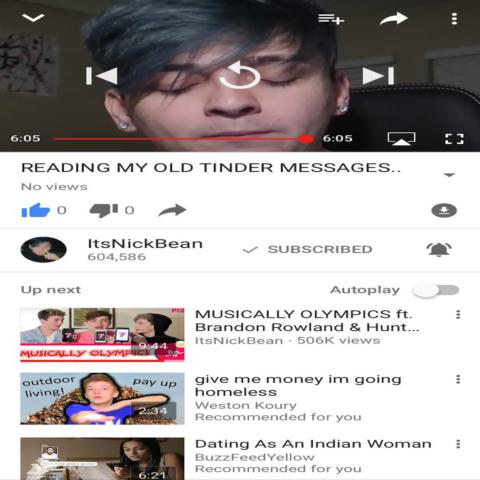 6:05
6:05
READING MY OLD TINDER MESSAGES..
No views
0
0
ItsNickBean
604,586
SUBSCRIBED
Up next
Autoplay
MUSICALLY OLYMPICS ft.
Brandon Rowland & Hunt...
ItsNickBean · 506K views
PT2
7
7
MUSICALLY OLYMPICS
9:44
give me money im going
homeless
Weston Koury
Recommended for you
outdoor
living!
pay up
2:34
Dating As An Indian Woman
BuzzFeedYellow
Recommended for you
6:21